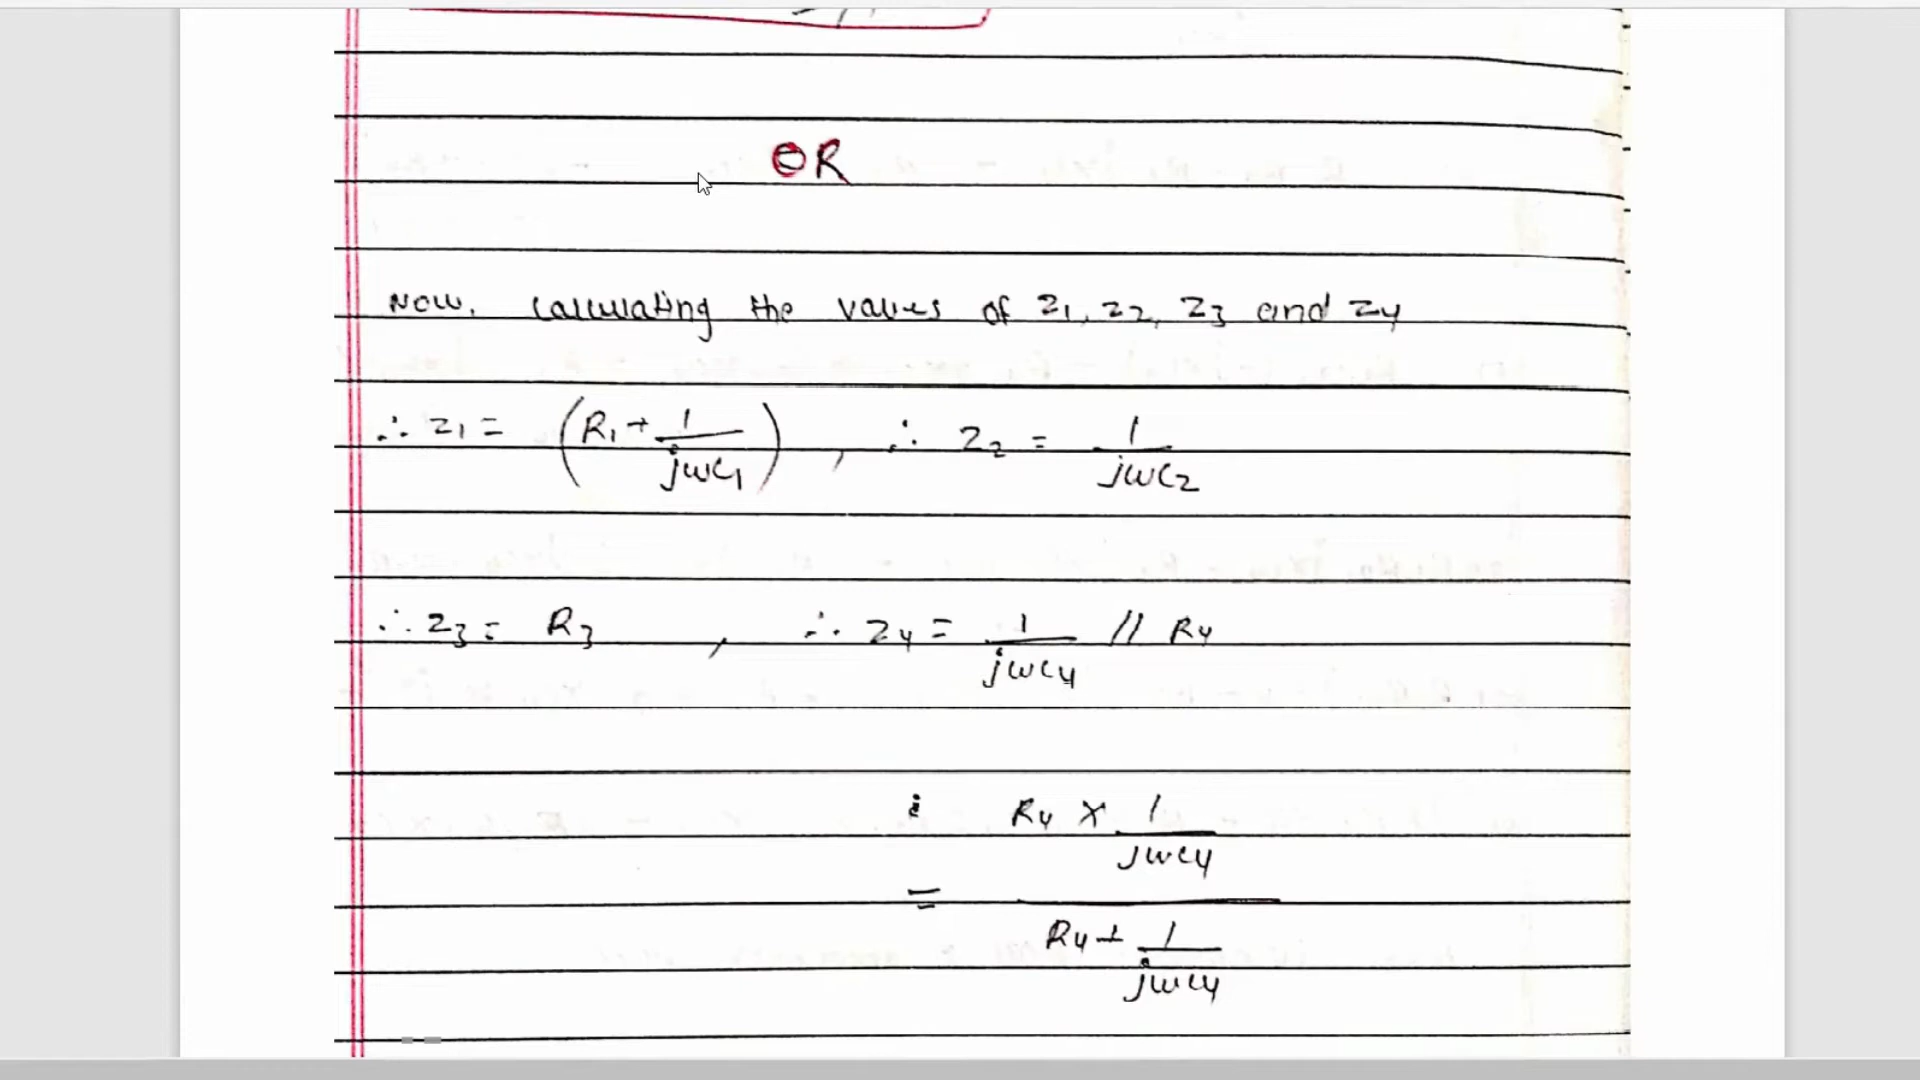 OR
Now, calculating the values of z1, z2, z3 and z4
∴ z1 = (R1 + 1/jωC1) , ∴ z2 = 1/jωC2
∴ z3 = R3 , ∴ z4 = 1/jωC4 // R4
= (R4 × 1/jωC4) / (R4 + 1/jωC4)